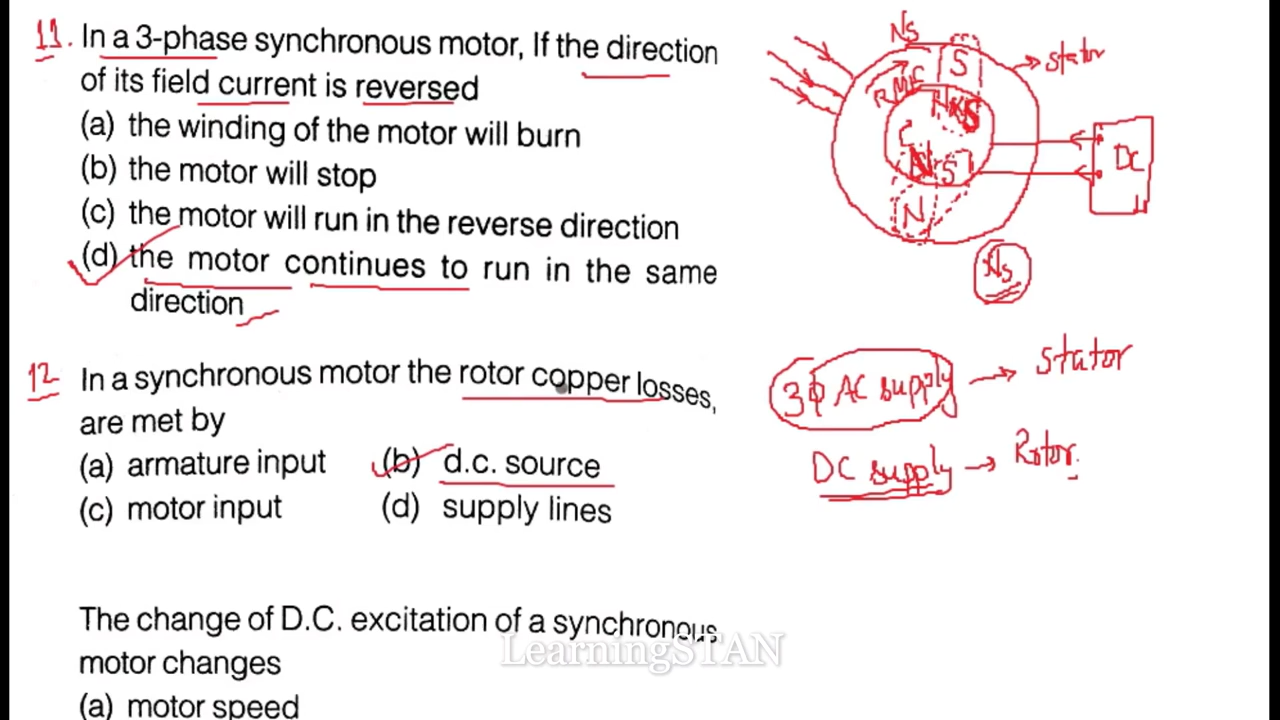 11. In a 3-phase synchronous motor, If the direction
of its field current is reversed
(a) the winding of the motor will burn
(b) the motor will stop
(c) the motor will run in the reverse direction
(d) the motor continues to run in the same
direction
Ns
S
stator
RMF
N
S
DC
N
Ns
12 In a synchronous motor the rotor copper losses,
are met by
(a) armature input (b) d.c. source
(c) motor input (d) supply lines
3ϕ AC supply → Stator
DC supply → Rotor.
The change of D.C. excitation of a synchronous
motor changes
(a) motor speed
LearningSTAN